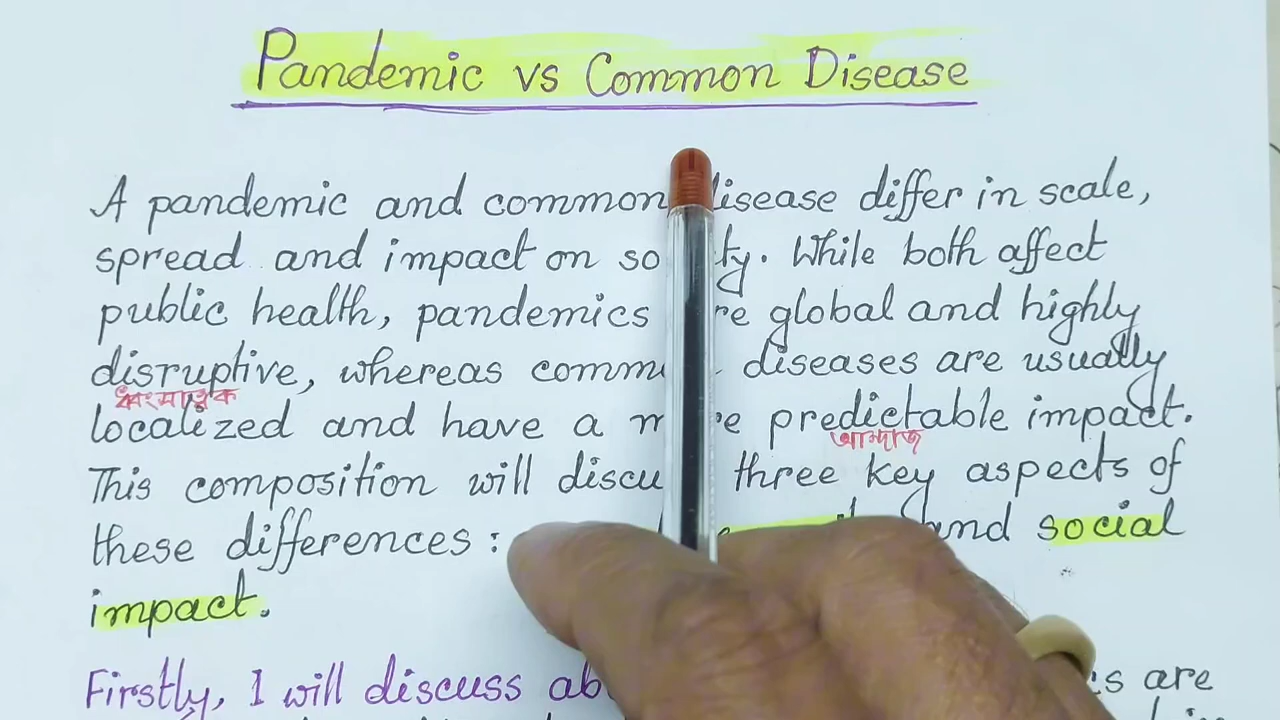 Pandemic vs Common Disease
A pandemic and common disease differ in scale,
spread and impact on so ty. While both affect
public health, pandemics re global and highly
disruptive, whereas comm diseases are usually
ধ্বংসাত্মক
localized and have a m re predictable impact.
আন্দাজ
This composition will discu three key aspects of
these differences : and social
impact.
Firstly, I will discuss are